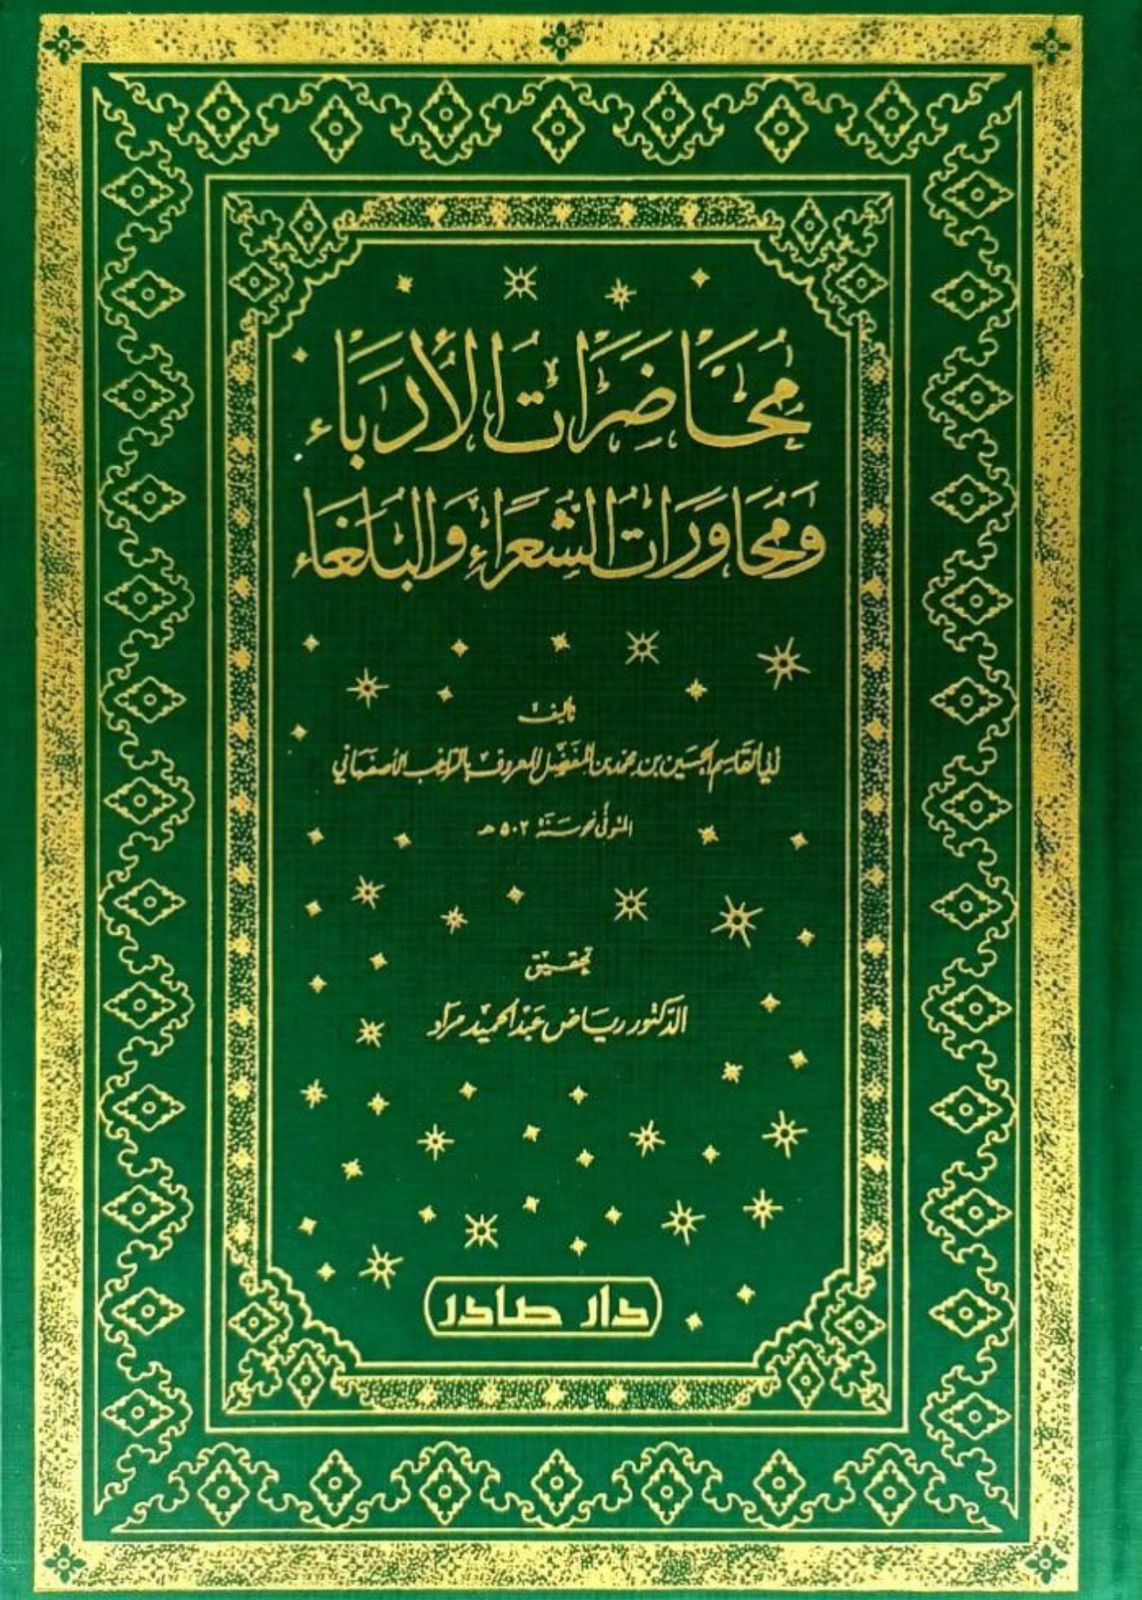 مُحَاضَرَاتُ الأُدَبَاءِ
وَمُحَاوَرَاتُ الشُّعَرَاءِ وَالبُلَغَاءِ
تأليف
أبي القاسم الحسين بن محمد بن المفضل المعروف بالراغب الأصفهاني
المتوفى نحو سنة ٥٠٢ هـ
تحقيق
الدكتور رياض عبد الحميد مراد
دار صادر